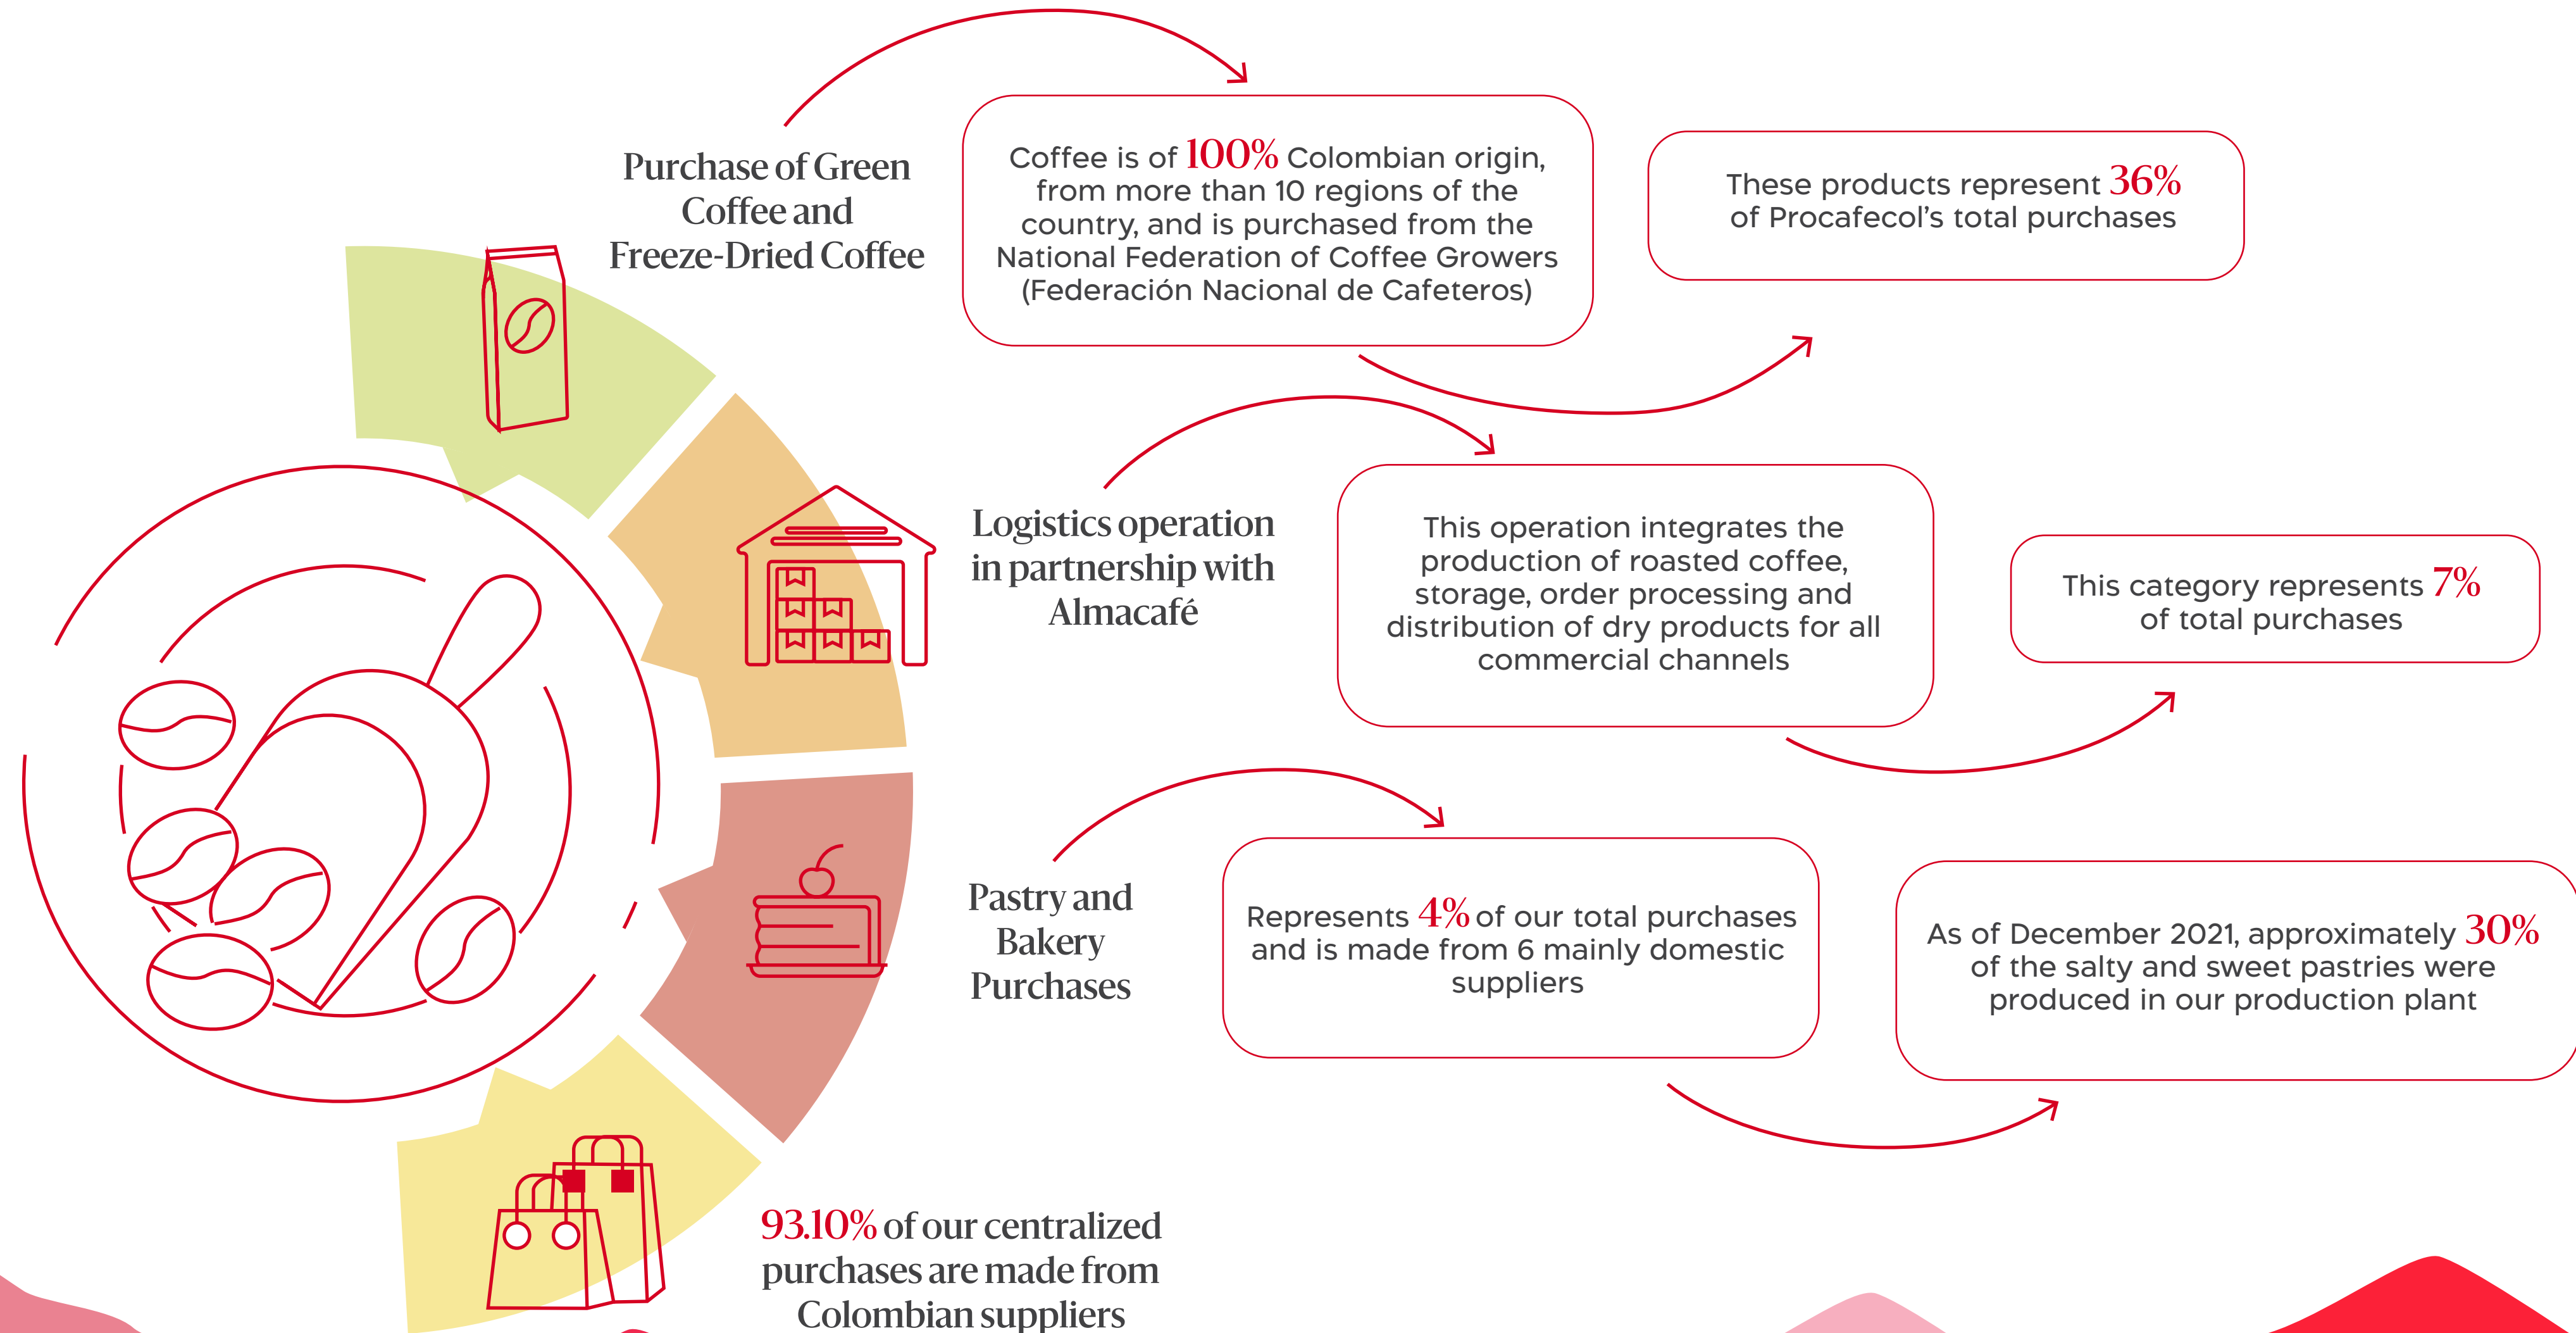 Purchase of Green
Coffee and
Freeze-Dried Coffee
Coffee is of 100% Colombian origin,
from more than 10 regions of the
country, and is purchased from the
National Federation of Coffee Growers
(Federación Nacional de Cafeteros)
These products represent 36%
of Procafecol’s total purchases
Logistics operation
in partnership with
Almacafé
This operation integrates the
production of roasted coffee,
storage, order processing and
distribution of dry products for all
commercial channels
This category represents 7%
of total purchases
Pastry and
Bakery
Purchases
Represents 4% of our total purchases
and is made from 6 mainly domestic
suppliers
As of December 2021, approximately 30%
of the salty and sweet pastries were
produced in our production plant
93.10% of our centralized
purchases are made from
Colombian suppliers